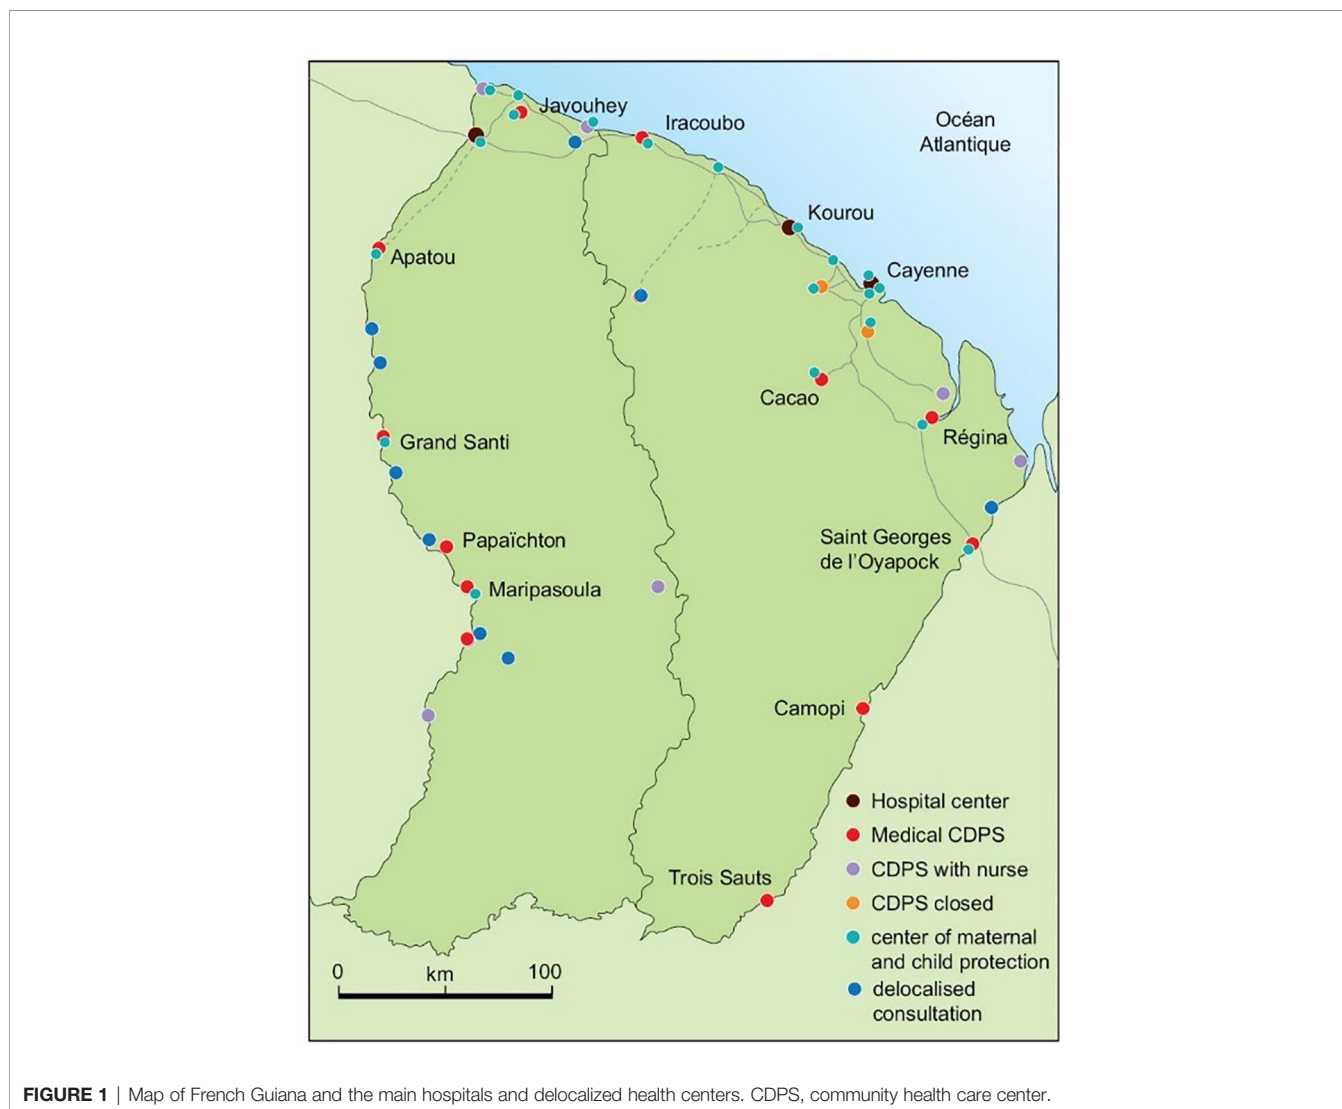 Javouhey
Iracoubo
Océan
Atlantique
Kourou
Cayenne
Apatou
Cacao
Régina
Grand Santi
Saint Georges
de l'Oyapock
Papaïchton
Maripasoula
Camopi
Trois Sauts
Hospital center
Medical CDPS
CDPS with nurse
CDPS closed
center of maternal
and child protection
delocalised
consultation
0 km 100
FIGURE 1 | Map of French Guiana and the main hospitals and delocalized health centers. CDPS, community health care center.